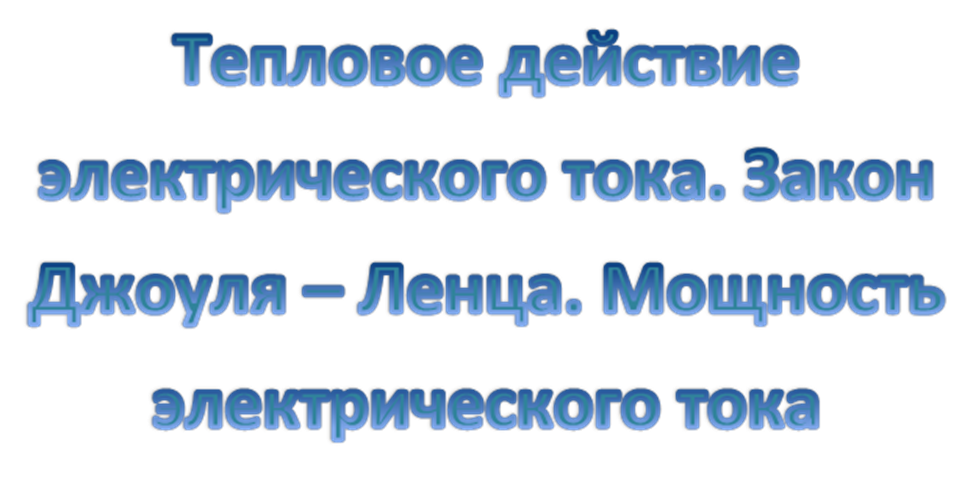 Тепловое действие
электрического тока. Закон
Джоуля – Ленца. Мощность
электрического тока